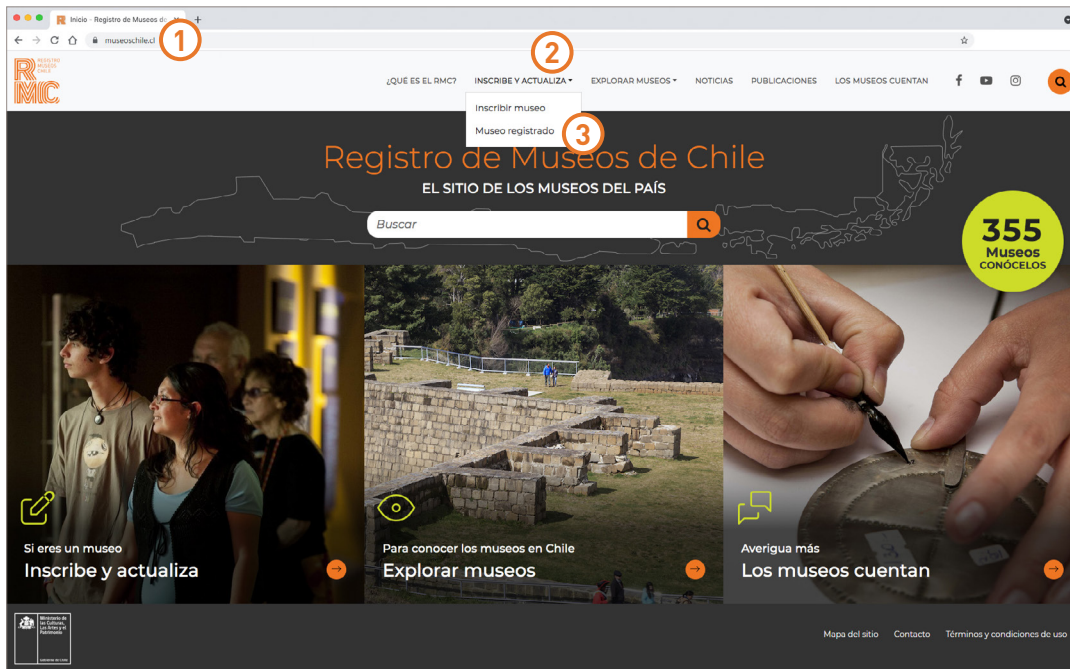 Inicio - Registro de Museos de
museoschile.cl
1
2
REGISTRO
MUSEOS
CHILE
RMC
¿QUÉ ES EL RMC?
INSCRIBE Y ACTUALIZA
EXPLORAR MUSEOS
NOTICIAS
PUBLICACIONES
LOS MUSEOS CUENTAN
Inscribir museo
Museo registrado
3
Registro de Museos de Chile
EL SITIO DE LOS MUSEOS DEL PAÍS
Buscar
355
Museos
CONÓCELOS
Si eres un museo
Inscribe y actualiza
Para conocer los museos en Chile
Explorar museos
Averigua más
Los museos cuentan
Ministerio de
las Culturas,
las Artes y el
Patrimonio
Gobierno de Chile
Mapa del sitio
Contacto
Términos y condiciones de uso